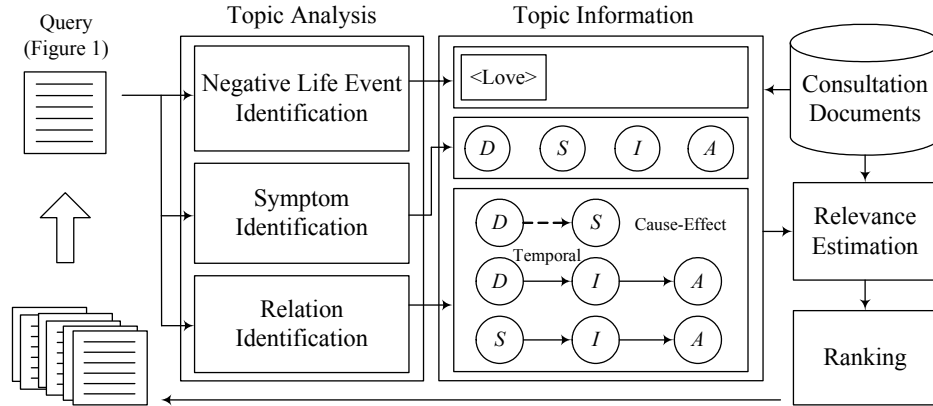 Query
(Figure 1)
Topic Analysis
Negative Life Event
Identification
Symptom
Identification
Relation
Identification
Topic Information
<Love>
D S I A
D S Cause-Effect
Temporal
D I A
S I A
Consultation
Documents
Relevance
Estimation
Ranking